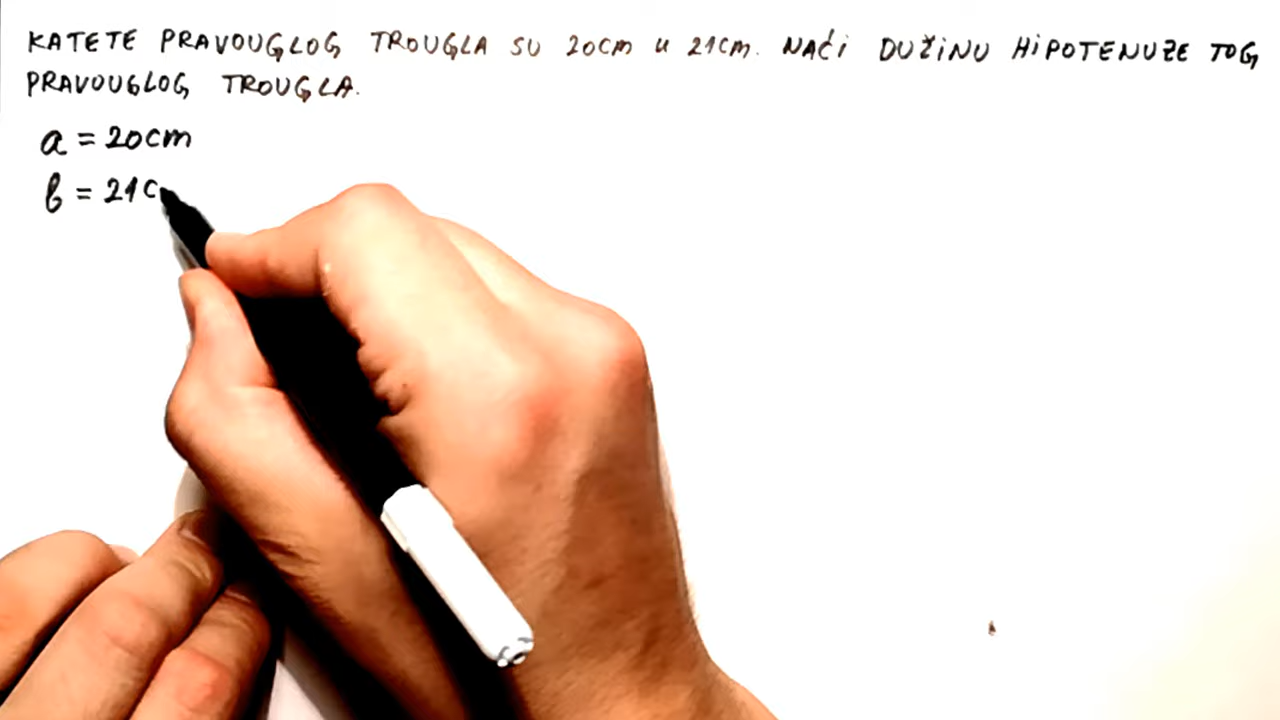 KATETE PRAVOUGLOG TROUGLA SU 20cm u 21cm. NAĆI DUŽINU HIPOTENUZE TOG
PRAVOUGLOG TROUGLA.
a = 20cm
b = 21c